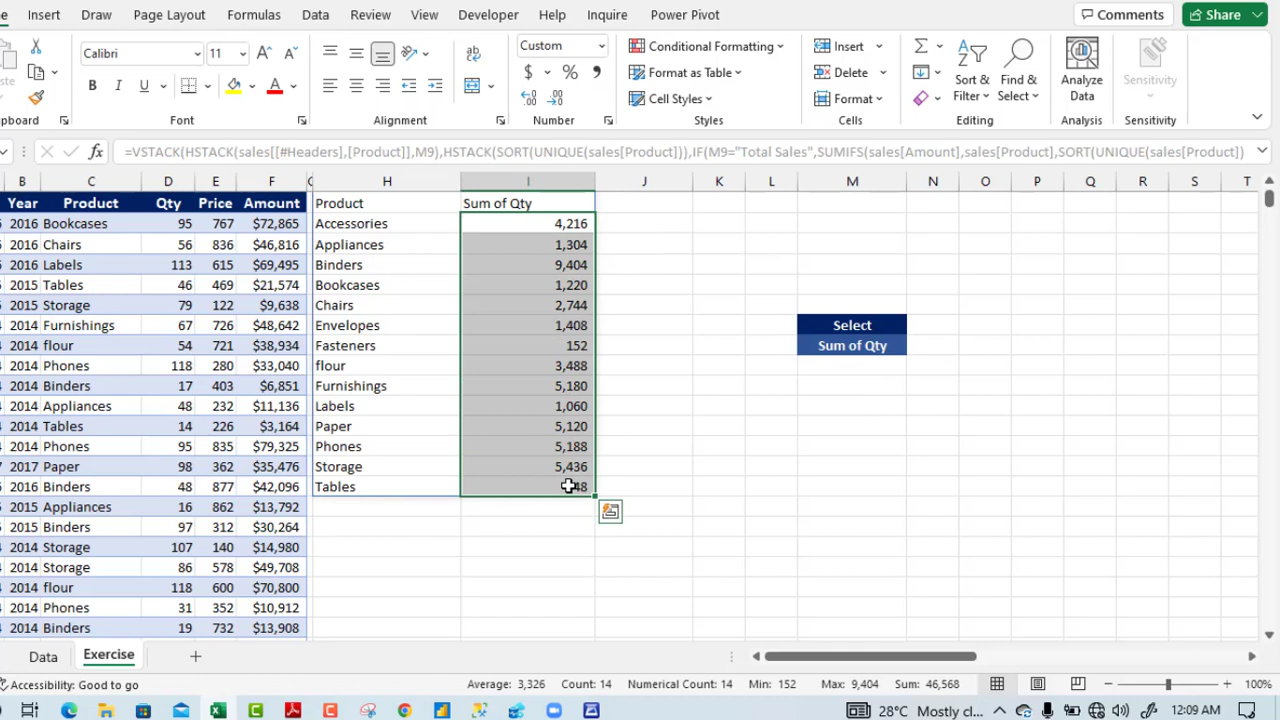 Insert Draw Page Layout Formulas Data Review View Developer Help Inquire Power Pivot Comments Share
Calibri 11 Custom Conditional Formatting Insert
B I U $ % Format as Table Delete Sort & Filter Find & Select Analyze Data Sensitivity
Cell Styles Format
Font Alignment Number Styles Cells Editing Analysis Sensitivity
fx =VSTACK(HSTACK(sales[[#Headers],[Product]],M9),HSTACK(SORT(UNIQUE(sales[Product])),IF(M9="Total Sales",SUMIFS(sales[Amount],sales[Product],SORT(UNIQUE(sales[Product])
B C D E F G H I J K L M N O P Q R S T
Year Product Qty Price Amount Product Sum of Qty
2016 Bookcases 95 767 $72,865 Accessories 4,216
2016 Chairs 56 836 $46,816 Appliances 1,304
2016 Labels 113 615 $69,495 Binders 9,404
2015 Tables 46 469 $21,574 Bookcases 1,220
2015 Storage 79 122 $9,638 Chairs 2,744
2014 Furnishings 67 726 $48,642 Envelopes 1,408 Select
2014 flour 54 721 $38,934 Fasteners 152 Sum of Qty
2014 Phones 118 280 $33,040 flour 3,488
2014 Binders 17 403 $6,851 Furnishings 5,180
2014 Appliances 48 232 $11,136 Labels 1,060
2014 Tables 14 226 $3,164 Paper 5,120
2014 Phones 95 835 $79,325 Phones 5,188
2017 Paper 98 362 $35,476 Storage 5,436
2016 Binders 48 877 $42,096 Tables
2015 Appliances 16 862 $13,792
2015 Binders 97 312 $30,264
2014 Storage 107 140 $14,980
2014 Storage 86 578 $49,708
2014 flour 118 600 $70,800
2014 Phones 31 352 $10,912
2014 Binders 19 732 $13,908
Data Exercise
Accessibility: Good to go Average: 3,326 Count: 14 Numerical Count: 14 Min: 152 Max: 9,404 Sum: 46,568 100%
28°C Mostly cl... 12:09 AM